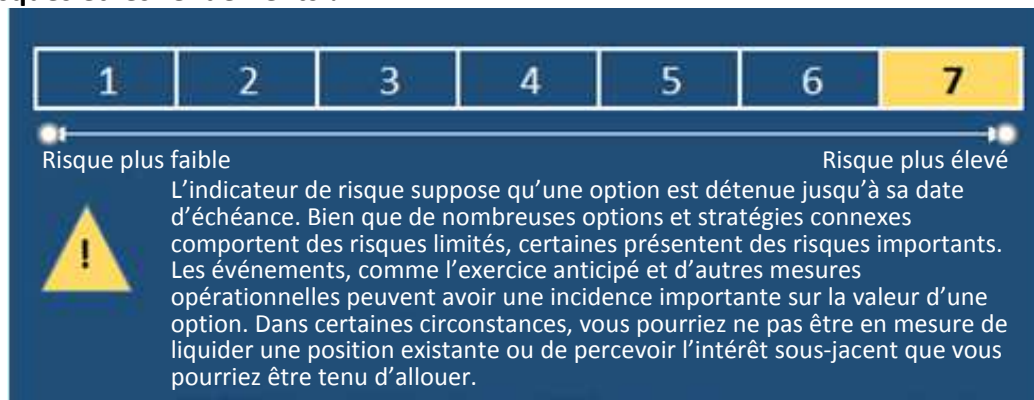 1 2 3 4 5 6 7
Risque plus faible Risque plus élevé
L’indicateur de risque suppose qu’une option est détenue jusqu’à sa date
d’échéance. Bien que de nombreuses options et stratégies connexes
comportent des risques limités, certaines présentent des risques importants.
!
Les événements, comme l’exercice anticipé et d’autres mesures
opérationnelles peuvent avoir une incidence importante sur la valeur d’une
option. Dans certaines circonstances, vous pourriez ne pas être en mesure de
liquider une position existante ou de percevoir l’intérêt sous-jacent que vous
pourriez être tenu d’allouer.